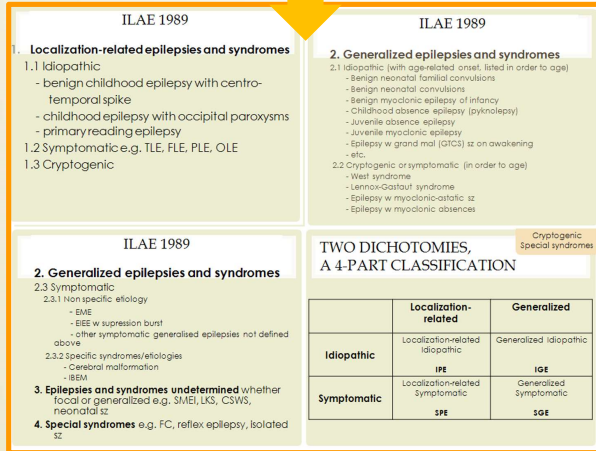 ILAE 1989
1. Localization-related epilepsies and syndromes
1.1 Idiopathic
- benign childhood epilepsy with centro-
temporal spike
- childhood epilepsy with occipital paroxysms
- primary reading epilepsy
1.2 Symptomatic e.g. TLE, FLE, PLE, OLE
1.3 Cryptogenic
ILAE 1989
2. Generalized epilepsies and syndromes
2.1 Idiopathic (with age-related onset, listed in order to age)
- Benign neonatal familial convulsions
- Benign neonatal convulsions
- Benign myoclonic epilepsy of infancy
- Childhood absence epilepsy (pyknolepsy)
- Juvenile absence epilepsy
- Juvenile myoclonic epilepsy
- Epilepsy w grand mal (GTCS) sz on awakening
- etc.
2.2 Cryptogenic or symptomatic (in order to age)
- West syndrome
- Lennox-Gastaut syndrome
- Epilepsy w myoclonic-astatic sz
- Epilepsy w myoclonic absences
ILAE 1989
2. Generalized epilepsies and syndromes
2.3 Symptomatic
2.3.1 Non specific etiology
- EME
- EIEE w supression burst
- other symptomatic generalised epilepsies not defined
above
2.3.2 Specific syndromes/etiologies
- Cerebral malformation
- IBEM
3. Epilepsies and syndromes undetermined whether
focal or generalized e.g. SMEI, LKS, CSWS,
neonatal sz
4. Special syndromes e.g. FC, reflex epilepsy, isolated
sz
Cryptogenic
Special syndromes
TWO DICHOTOMIES,
A 4-PART CLASSIFICATION
Localization-
related
Generalized
Idiopathic
Localization-related
Idiopathic
IPE
Generalized Idiopathic
IGE
Symptomatic
Localization-related
Symptomatic
SPE
Generalized
Symptomatic
SGE